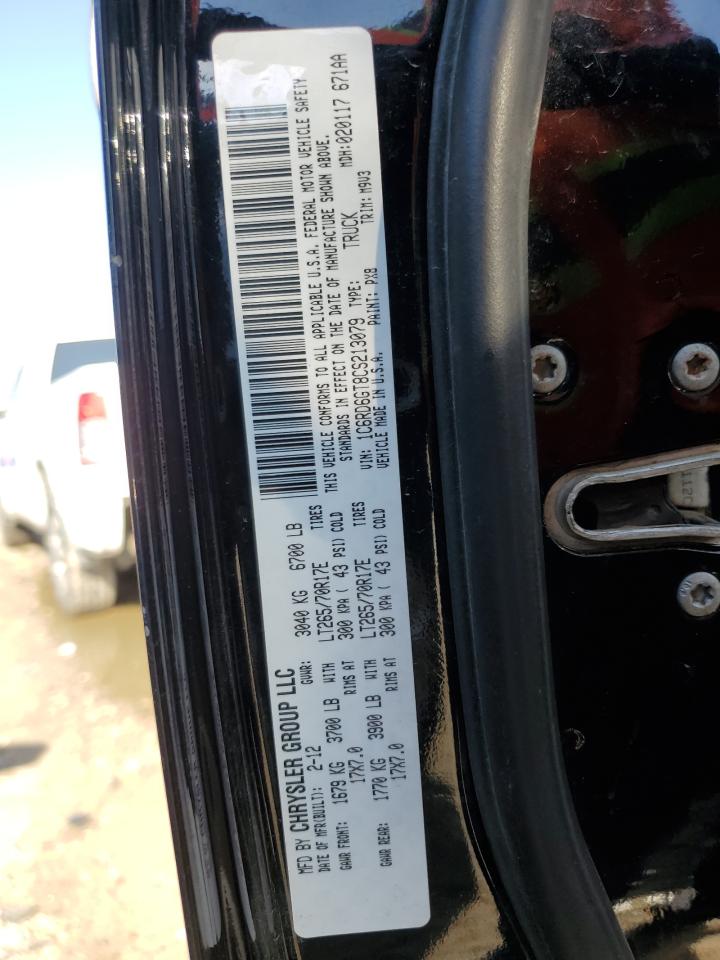 MFD BY CHRYSLER GROUP LLC
DATE OF MFR(BUILT): 2-12 GVWR: 3040 KG 6700 LB
GAWR FRONT: 1679 KG 3700 LB WITH LT265/70R17E TIRES
17X7.0 RIMS AT 300 KPA ( 43 PSI) COLD
GAWR REAR: 1770 KG 3900 LB WITH LT265/70R17E TIRES
17X7.0 RIMS AT 300 KPA ( 43 PSI) COLD
THIS VEHICLE CONFORMS TO ALL APPLICABLE U.S.A. FEDERAL MOTOR VEHICLE SAFETY
STANDARDS IN EFFECT ON THE DATE OF MANUFACTURE SHOWN ABOVE.
MDH:020117 671AA
VIN: 1C6RD6GT8CS213079 TYPE: TRUCK
VEHICLE MADE IN U.S.A. PAINT: PXB TRIM: M9V3